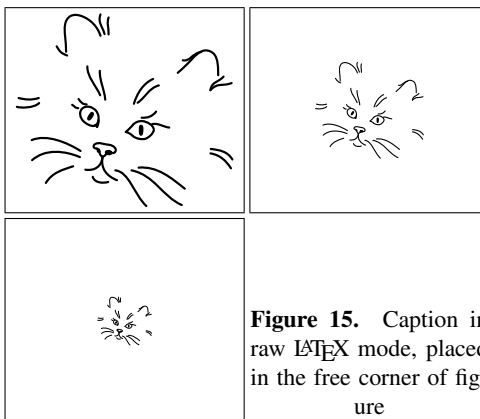 Figure 15. Caption in
raw LATEX mode, placed
in the free corner of fig
ure